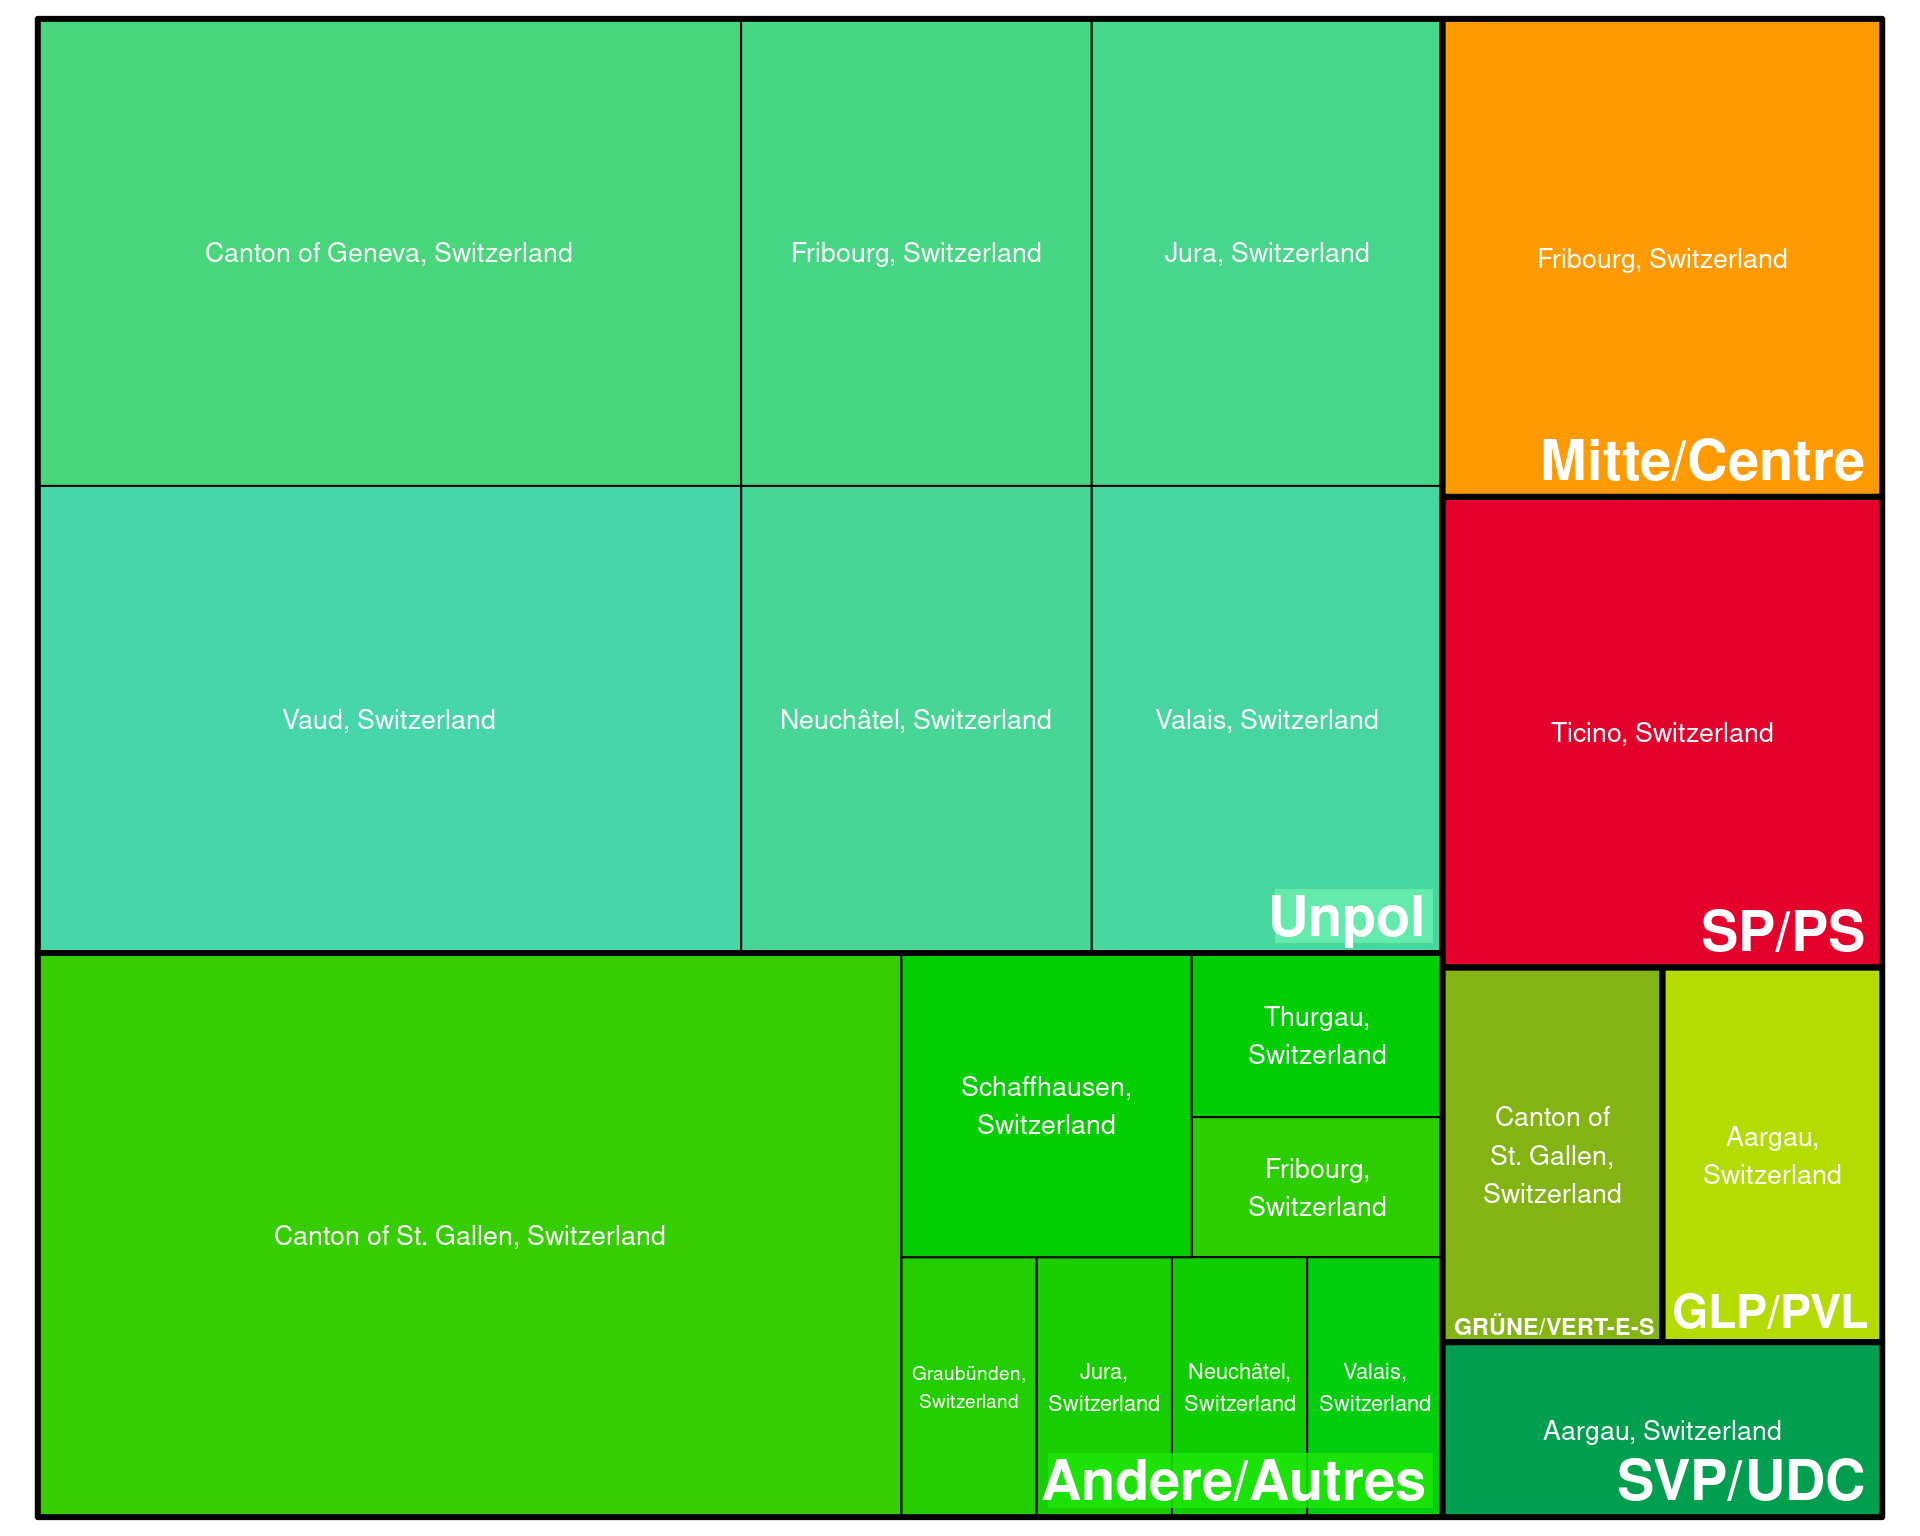 Canton of Geneva, Switzerland
Fribourg, Switzerland
Jura, Switzerland
Fribourg, Switzerland
Mitte/Centre
Vaud, Switzerland
Neuchâtel, Switzerland
Valais, Switzerland
Unpol
Ticino, Switzerland
SP/PS
Canton of St. Gallen, Switzerland
Schaffhausen,
Switzerland
Thurgau,
Switzerland
Fribourg,
Switzerland
Graubünden,
Switzerland
Jura,
Switzerland
Neuchâtel,
Switzerland
Valais,
Switzerland
Andere/Autres
Canton of
St. Gallen,
Switzerland
GRÜNE/VERT-E-S
Aargau,
Switzerland
GLP/PVL
Aargau, Switzerland
SVP/UDC